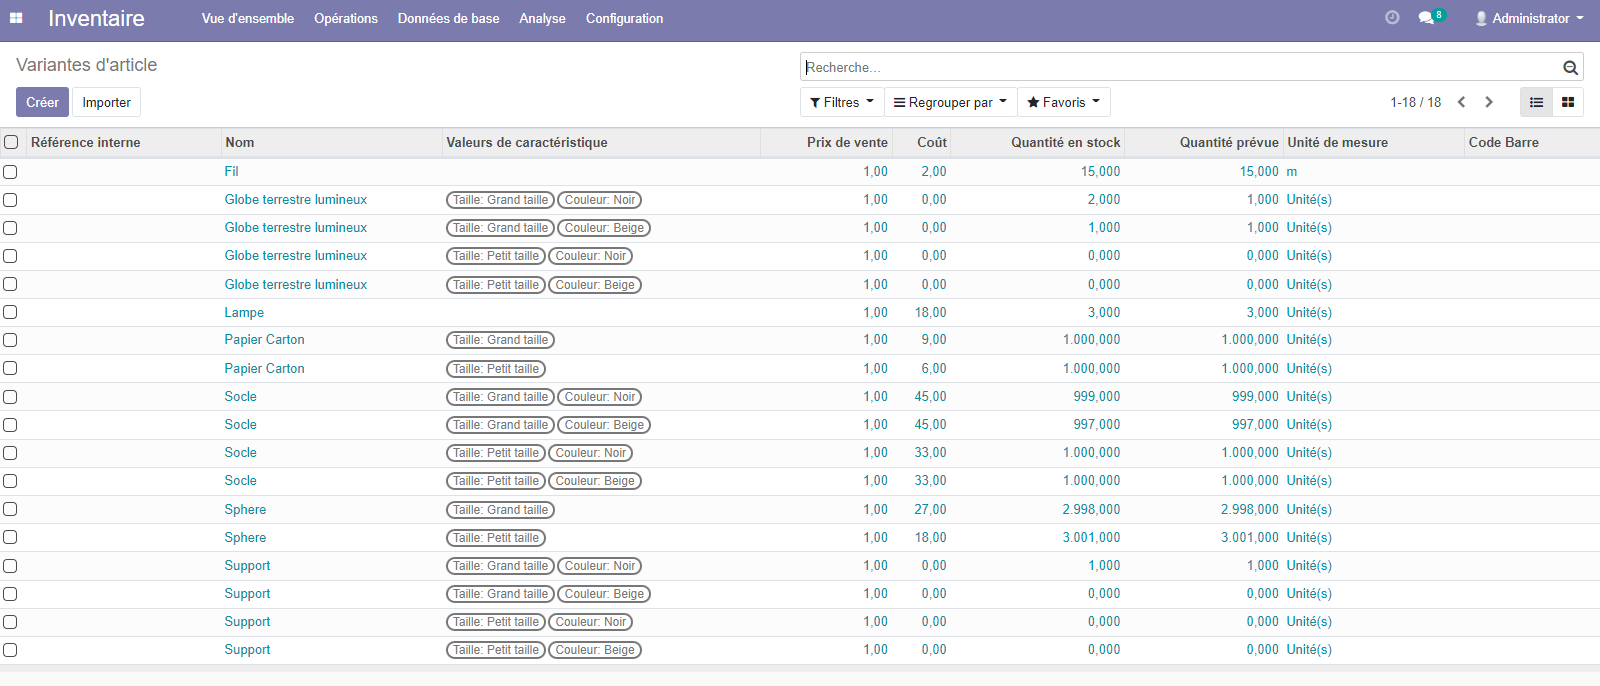 Inventaire Vue d'ensemble Opérations Données de base Analyse Configuration 8 Administrator
Variantes d'article Recherche...
Créer Importer Filtres Regrouper par Favoris 1-18 / 18
Référence interne Nom Valeurs de caractéristique Prix de vente Coût Quantité en stock Quantité prévue Unité de mesure Code Barre
Fil 1,00 2,00 15,000 15,000 m
Globe terrestre lumineux Taille: Grand taille Couleur: Noir 1,00 0,00 2,000 1,000 Unité(s)
Globe terrestre lumineux Taille: Grand taille Couleur: Beige 1,00 0,00 1,000 1,000 Unité(s)
Globe terrestre lumineux Taille: Petit taille Couleur: Noir 1,00 0,00 0,000 0,000 Unité(s)
Globe terrestre lumineux Taille: Petit taille Couleur: Beige 1,00 0,00 0,000 0,000 Unité(s)
Lampe 1,00 18,00 3,000 3,000 Unité(s)
Papier Carton Taille: Grand taille 1,00 9,00 1.000,000 1.000,000 Unité(s)
Papier Carton Taille: Petit taille 1,00 6,00 1.000,000 1.000,000 Unité(s)
Socle Taille: Grand taille Couleur: Noir 1,00 45,00 999,000 999,000 Unité(s)
Socle Taille: Grand taille Couleur: Beige 1,00 45,00 997,000 997,000 Unité(s)
Socle Taille: Petit taille Couleur: Noir 1,00 33,00 1.000,000 1.000,000 Unité(s)
Socle Taille: Petit taille Couleur: Beige 1,00 33,00 1.000,000 1.000,000 Unité(s)
Sphere Taille: Grand taille 1,00 27,00 2.998,000 2.998,000 Unité(s)
Sphere Taille: Petit taille 1,00 18,00 3.001,000 3.001,000 Unité(s)
Support Taille: Grand taille Couleur: Noir 1,00 0,00 1,000 1,000 Unité(s)
Support Taille: Grand taille Couleur: Beige 1,00 0,00 0,000 0,000 Unité(s)
Support Taille: Petit taille Couleur: Noir 1,00 0,00 0,000 0,000 Unité(s)
Support Taille: Petit taille Couleur: Beige 1,00 0,00 0,000 0,000 Unité(s)